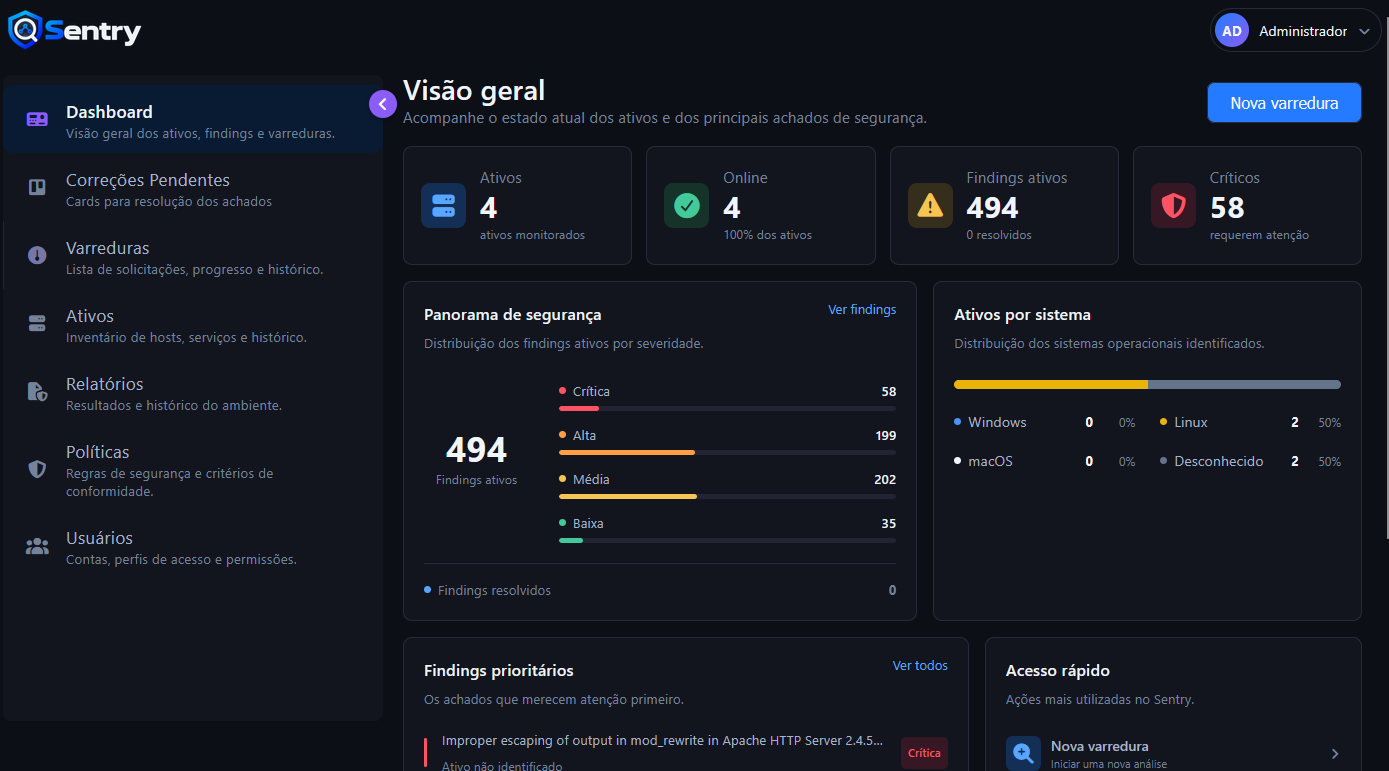 Sentry
AD Administrador
Dashboard
Visão geral dos ativos, findings e varreduras.
Correções Pendentes
Cards para resolução dos achados
Varreduras
Lista de solicitações, progresso e histórico.
Ativos
Inventário de hosts, serviços e histórico.
Relatórios
Resultados e histórico do ambiente.
Políticas
Regras de segurança e critérios de
conformidade.
Usuários
Contas, perfis de acesso e permissões.
Visão geral
Acompanhe o estado atual dos ativos e dos principais achados de segurança.
Nova varredura
Ativos
4
ativos monitorados
Online
4
100% dos ativos
Findings ativos
494
0 resolvidos
Críticos
58
requerem atenção
Panorama de segurança
Ver findings
Distribuição dos findings ativos por severidade.
494
Findings ativos
Crítica 58
Alta 199
Média 202
Baixa 35
Findings resolvidos 0
Ativos por sistema
Distribuição dos sistemas operacionais identificados.
Windows 0 0% Linux 2 50%
macOS 0 0% Desconhecido 2 50%
Findings prioritários
Ver todos
Os achados que merecem atenção primeiro.
Improper escaping of output in mod_rewrite in Apache HTTP Server 2.4.5...
Ativo não identificado
Crítica
Acesso rápido
Ações mais utilizadas no Sentry.
Nova varredura
Iniciar uma nova análise